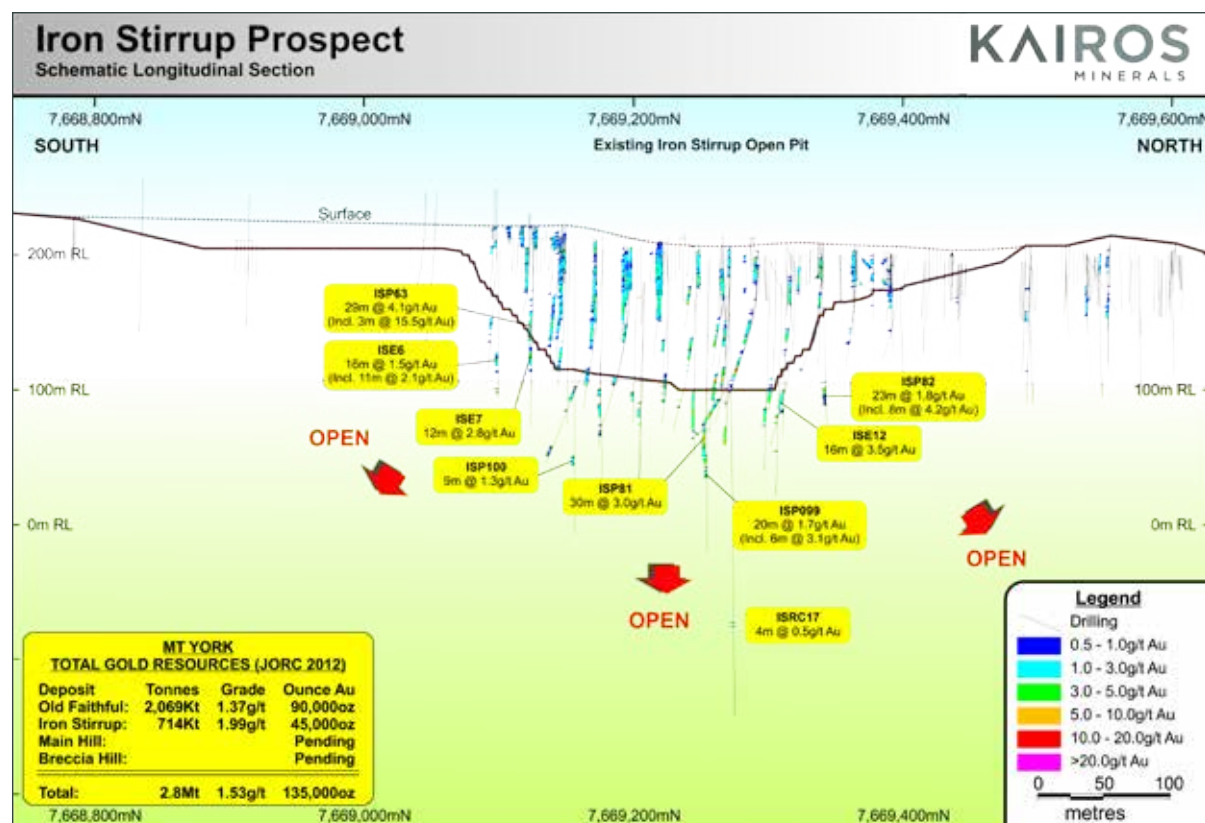 Iron Stirrup Prospect
Schematic Longitudinal Section
KAIROS
MINERALS
7,668,800mN 7,669,000mN 7,669,200mN 7,669,400mN 7,669,600mN
SOUTH Existing Iron Stirrup Open Pit NORTH
Surface
200m RL
ISP63
29m @ 4.1g/t Au
(Incl. 3m @ 15.5g/t Au)
ISE6
16m @ 1.5g/t Au
(Incl. 11m @ 2.1g/t Au)
100m RL 100m RL
ISP82
23m @ 1.8g/t Au
(Incl. 8m @ 4.2g/t Au)
ISE7
12m @ 2.8g/t Au
ISE12
16m @ 3.5g/t Au
OPEN
ISP100
9m @ 1.3g/t Au
ISP81
30m @ 3.0g/t Au
ISP099
20m @ 1.7g/t Au
(Incl. 6m @ 3.1g/t Au)
0m RL 0m RL
OPEN
OPEN
ISRC17
4m @ 0.5g/t Au
MT YORK
TOTAL GOLD RESOURCES (JORC 2012)
Deposit Tonnes Grade Ounce Au
Old Faithful: 2,069Kt 1.37g/t 90,000oz
Iron Stirrup: 714Kt 1.99g/t 45,000oz
Main Hill: Pending
Breccia Hill: Pending
Total: 2.8Mt 1.53g/t 135,000oz
Legend
Drilling
0.5 - 1.0g/t Au
1.0 - 3.0g/t Au
3.0 - 5.0g/t Au
5.0 - 10.0g/t Au
10.0 - 20.0g/t Au
>20.0g/t Au
0 50 100
metres
7,668,800mN 7,669,000mN 7,669,200mN 7,669,400mN